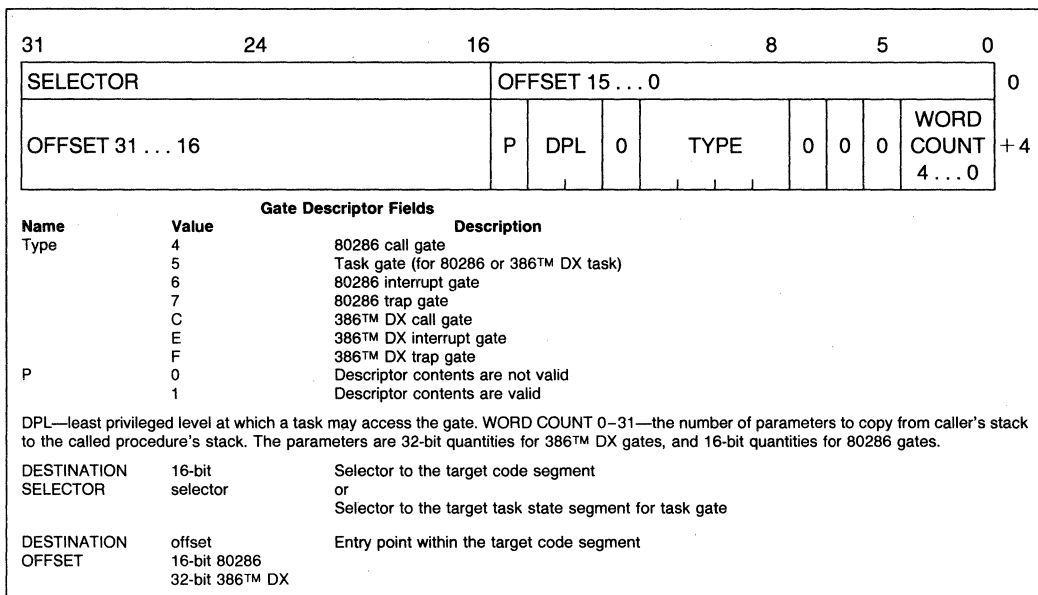 31 24 16 8 5 0
SELECTOR OFFSET 15 . . . 0 0
OFFSET 31 . . . 16 P DPL 0 TYPE 0 0 0 WORD COUNT 4 . . . 0 +4
Gate Descriptor Fields
Name Value Description
Type 4 80286 call gate
5 Task gate (for 80286 or 386™ DX task)
6 80286 interrupt gate
7 80286 trap gate
C 386™ DX call gate
E 386™ DX interrupt gate
F 386™ DX trap gate
P 0 Descriptor contents are not valid
1 Descriptor contents are valid
DPL—least privileged level at which a task may access the gate. WORD COUNT 0–31—the number of parameters to copy from caller's stack
to the called procedure's stack. The parameters are 32-bit quantities for 386™ DX gates, and 16-bit quantities for 80286 gates.
DESTINATION 16-bit Selector to the target code segment
SELECTOR selector or
Selector to the target task state segment for task gate
DESTINATION offset Entry point within the target code segment
OFFSET 16-bit 80286
32-bit 386™ DX